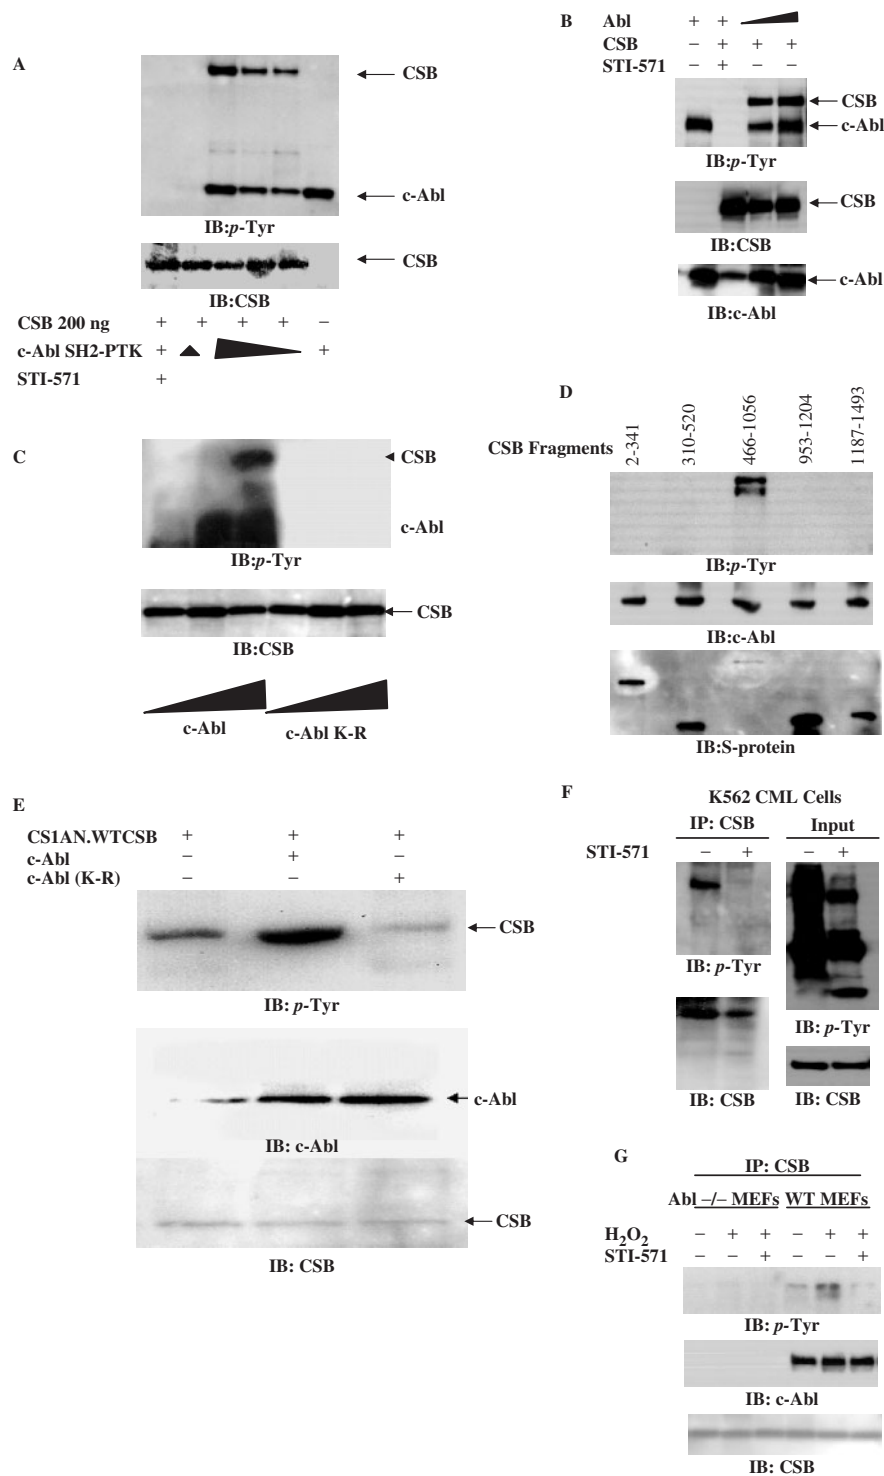 A
CSB
c-Abl
IB:p-Tyr
CSB
IB:CSB
CSB 200 ng + + + + −
c-Abl SH2-PTK + +
STI-571 +
B
Abl + +
CSB − + + +
STI-571 − + − −
CSB
c-Abl
IB:p-Tyr
CSB
IB:CSB
c-Abl
IB:c-Abl
C
CSB
c-Abl
IB:p-Tyr
CSB
IB:CSB
c-Abl c-Abl K-R
D
CSB Fragments 2-341 310-520 466-1056 953-1204 1187-1493
IB:p-Tyr
IB:c-Abl
IB:S-protein
E
CS1AN.WTCSB + + +
c-Abl − + −
c-Abl (K-R) − − +
CSB
IB: p-Tyr
c-Abl
IB: c-Abl
CSB
IB: CSB
F
K562 CML Cells
IP: CSB Input
STI-571 − + − +
IB: p-Tyr
IB: p-Tyr
IB: CSB
IB: CSB
G
IP: CSB
Abl −/− MEFs WT MEFs
H2O2 − + + − + +
STI-571 − − + − − +
IB: p-Tyr
IB: c-Abl
IB: CSB